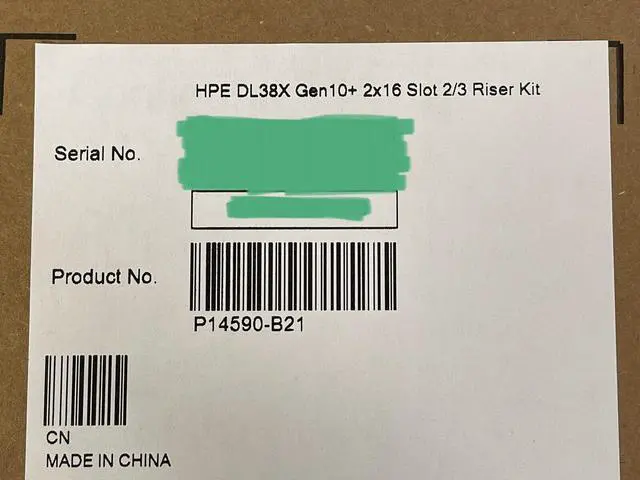 HPE DL38X Gen10+ 2x16 Slot 2/3 Riser Kit
Serial No.
Product No.
P14590-B21
CN
MADE IN CHINA